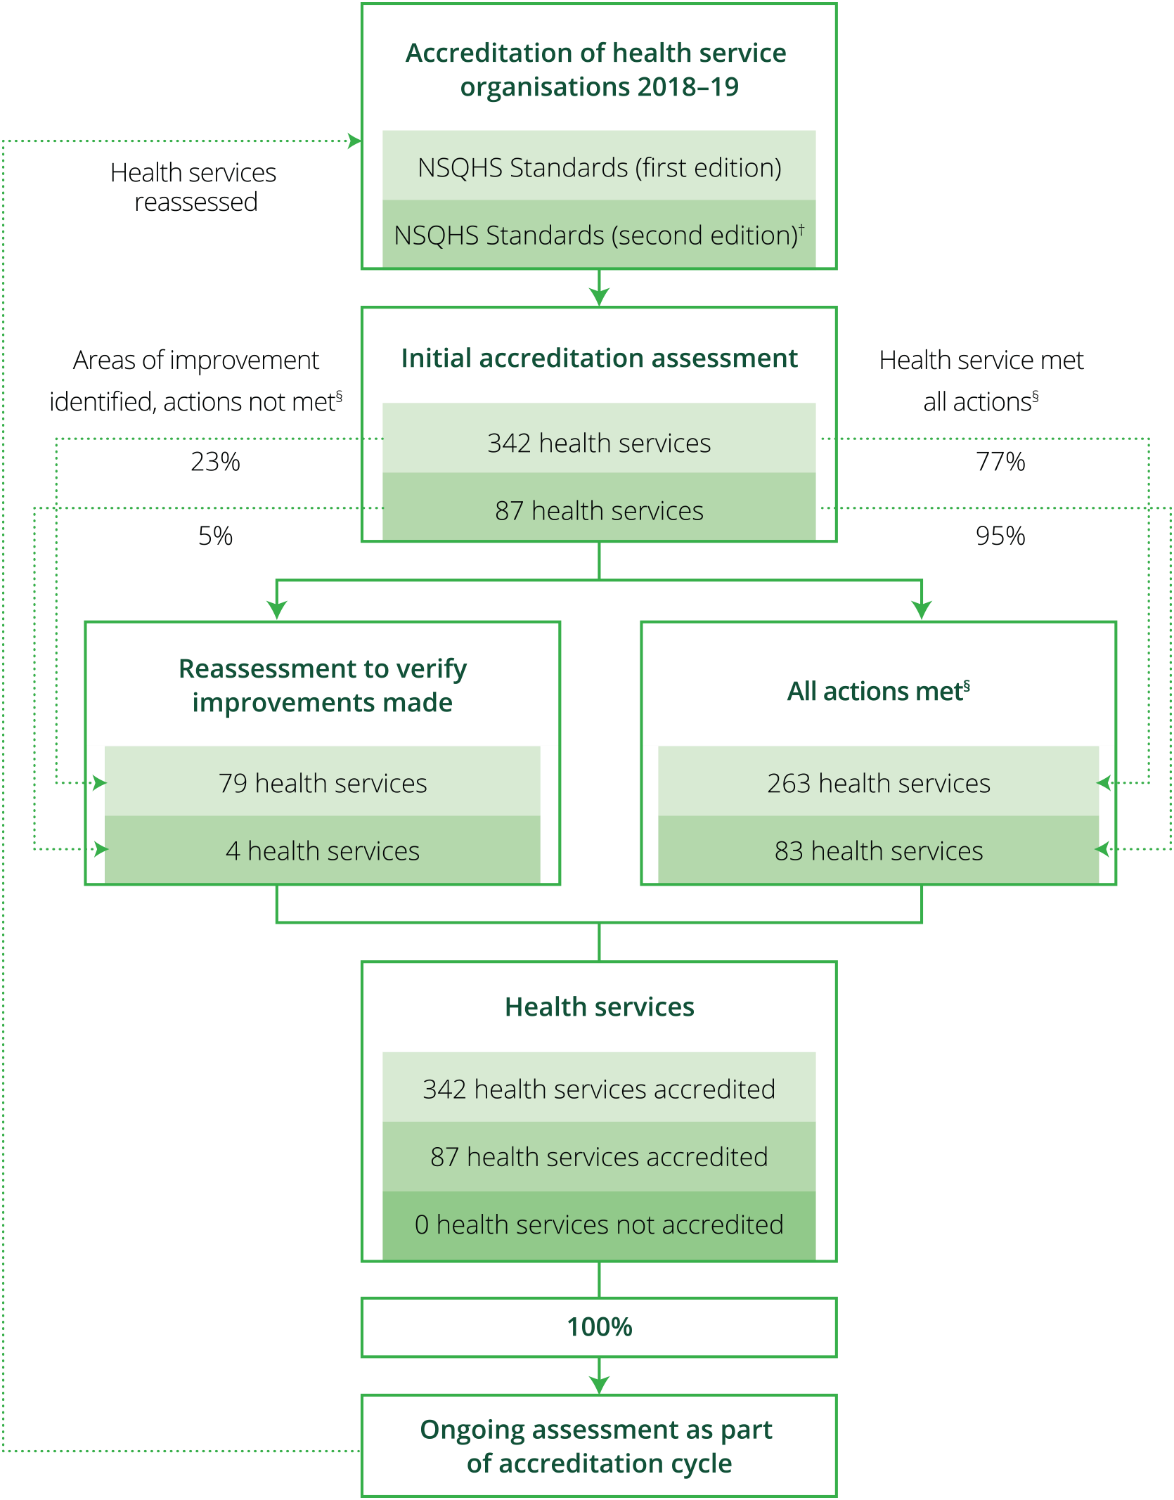 Accreditation of health service
organisations 2018–19
NSQHS Standards (first edition)
NSQHS Standards (second edition)†
Health services
reassessed
Initial accreditation assessment
342 health services
87 health services
Areas of improvement
identified, actions not met§
23%
5%
Health service met
all actions§
77%
95%
Reassessment to verify
improvements made
79 health services
4 health services
All actions met§
263 health services
83 health services
Health services
342 health services accredited
87 health services accredited
0 health services not accredited
100%
Ongoing assessment as part
of accreditation cycle